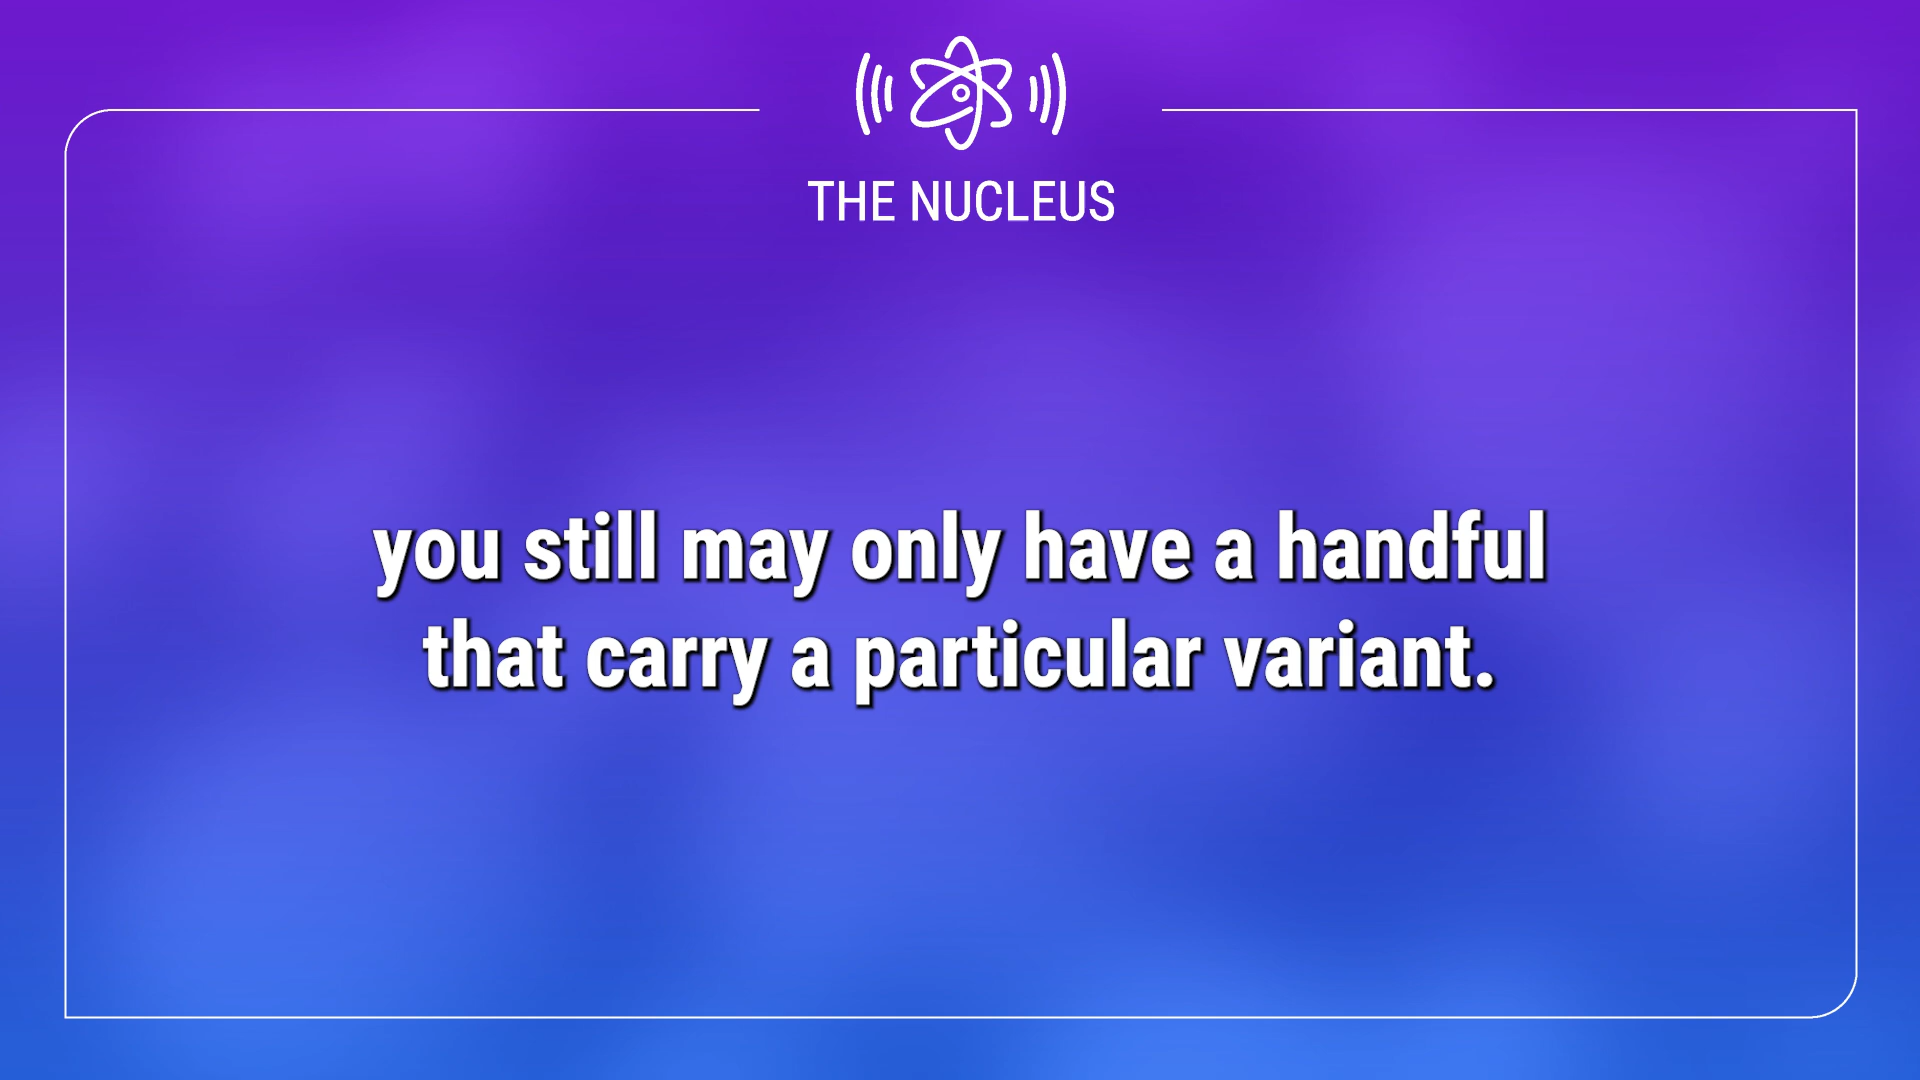 THE NUCLEUS
you still may only have a handful
that carry a particular variant.